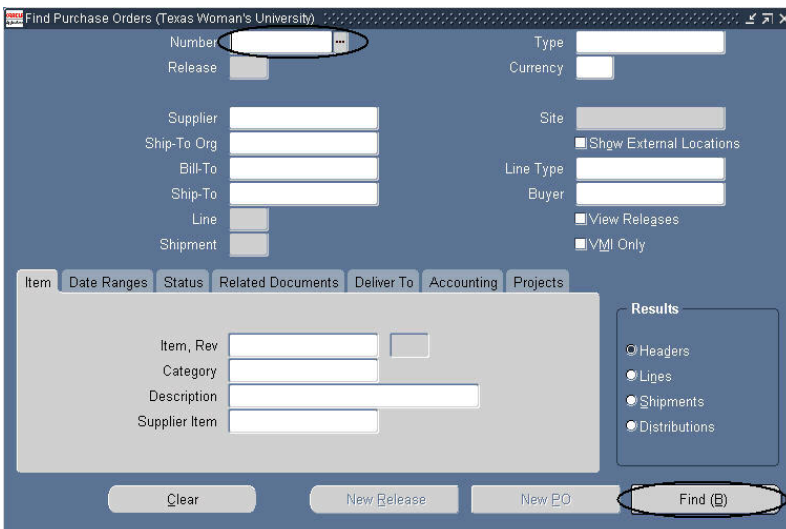 ORACLE Find Purchase Orders (Texas Woman's University)
Number ... Type
Release Currency
Supplier Site
Ship-To Org Show External Locations
Bill-To Line Type
Ship-To Buyer
Line View Releases
Shipment VMI Only
Item Date Ranges Status Related Documents Deliver To Accounting Projects
Results
Item, Rev
Headers
Category
Lines
Description
Shipments
Supplier Item
Distributions
Clear New Release New PO Find (B)